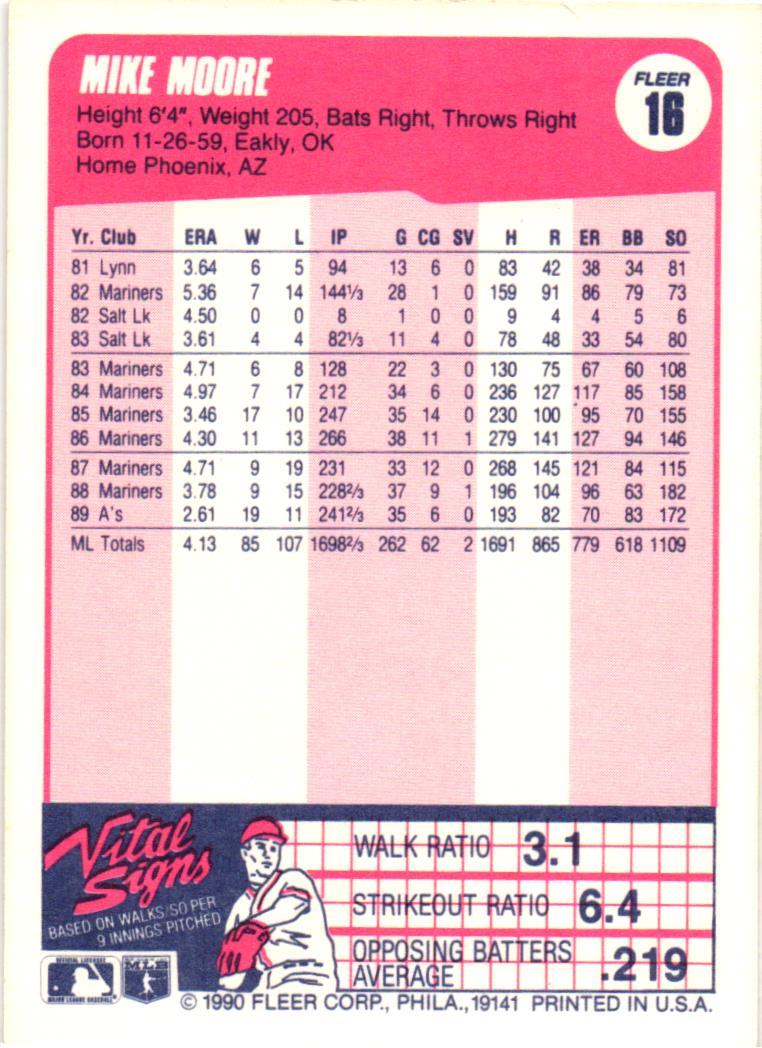 MIKE MOORE
FLEER
16
Height 6'4", Weight 205, Bats Right, Throws Right
Born 11-26-59, Eakly, OK
Home Phoenix, AZ
Yr. Club ERA W L IP G CG SV H R ER BB SO
81 Lynn 3.64 6 5 94 13 6 0 83 42 38 34 81
82 Mariners 5.36 7 14 144⅓ 28 1 0 159 91 86 79 73
82 Salt Lk 4.50 0 0 8 1 0 0 9 4 4 5 6
83 Salt Lk 3.61 4 4 82⅓ 11 4 0 78 48 33 54 80
83 Mariners 4.71 6 8 128 22 3 0 130 75 67 60 108
84 Mariners 4.97 7 17 212 34 6 0 236 127 117 85 158
85 Mariners 3.46 17 10 247 35 14 0 230 100 95 70 155
86 Mariners 4.30 11 13 266 38 11 1 279 141 127 94 146
87 Mariners 4.71 9 19 231 33 12 0 268 145 121 84 115
88 Mariners 3.78 9 15 228⅔ 37 9 1 196 104 96 63 182
89 A's 2.61 19 11 241⅔ 35 6 0 193 82 70 83 172
ML Totals 4.13 85 107 1698⅔ 262 62 2 1691 865 779 618 1109
Vital
Signs
BASED ON WALKS/SO PER
9 INNINGS PITCHED
WALK RATIO 3.1
STRIKEOUT RATIO 6.4
OPPOSING BATTERS
AVERAGE .219
OFFICIAL LICENSEE
MAJOR LEAGUE BASEBALL
MLB
© 1990 FLEER CORP., PHILA., 19141 PRINTED IN U.S.A.